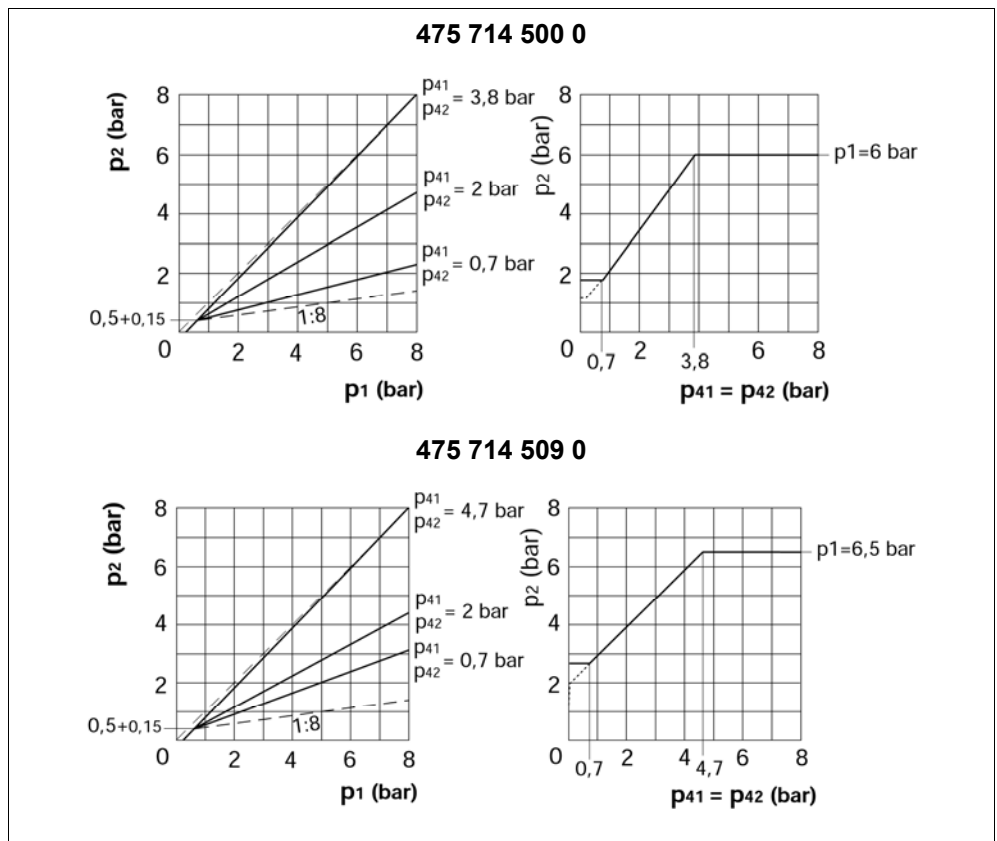 475 714 500 0
p2 (bar)
8
6
4
2
0,5+0,15
0
2
4
6
8
p1 (bar)
1:8
p41
p42 = 3,8 bar
p41
p42 = 2 bar
p41
p42 = 0,7 bar
p2 (bar)
8
6
4
2
0
0,7
2
3,8
6
8
p41 = p42 (bar)
p1=6 bar
475 714 509 0
p2 (bar)
8
6
4
2
0,5+0,15
0
2
4
6
8
p1 (bar)
1:8
p41
p42 = 4,7 bar
p41
p42 = 2 bar
p41
p42 = 0,7 bar
p2 (bar)
8
6
4
2
0
0,7
2
4
4,7
6
8
p41 = p42 (bar)
p1=6,5 bar